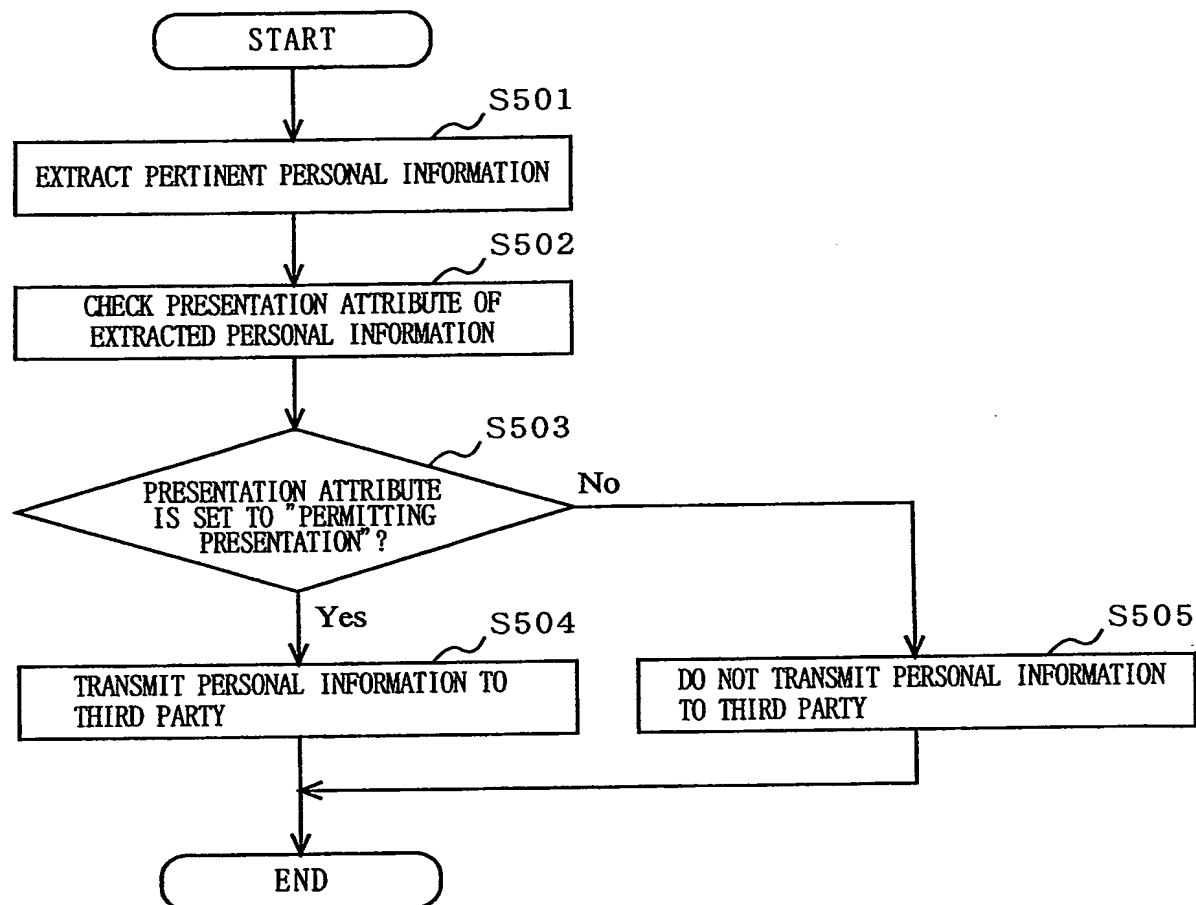 START
S501
EXTRACT PERTINENT PERSONAL INFORMATION
S502
CHECK PRESENTATION ATTRIBUTE OF
EXTRACTED PERSONAL INFORMATION
S503
PRESENTATION ATTRIBUTE
IS SET TO "PERMITTING
PRESENTATION"?
No
Yes
S504
TRANSMIT PERSONAL INFORMATION TO
THIRD PARTY
S505
DO NOT TRANSMIT PERSONAL INFORMATION
TO THIRD PARTY
END